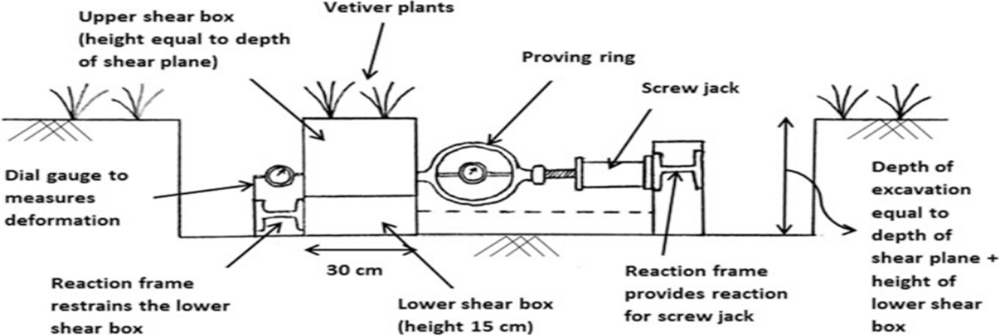 Upper shear box
(height equal to depth
of shear plane)
Vetiver plants
Proving ring
Screw jack
Dial gauge to
measures
deformation
Depth of
excavation
equal to
depth of
shear plane +
height of
lower shear
box
30 cm
Reaction frame
restrains the lower
shear box
Lower shear box
(height 15 cm)
Reaction frame
provides reaction
for screw jack